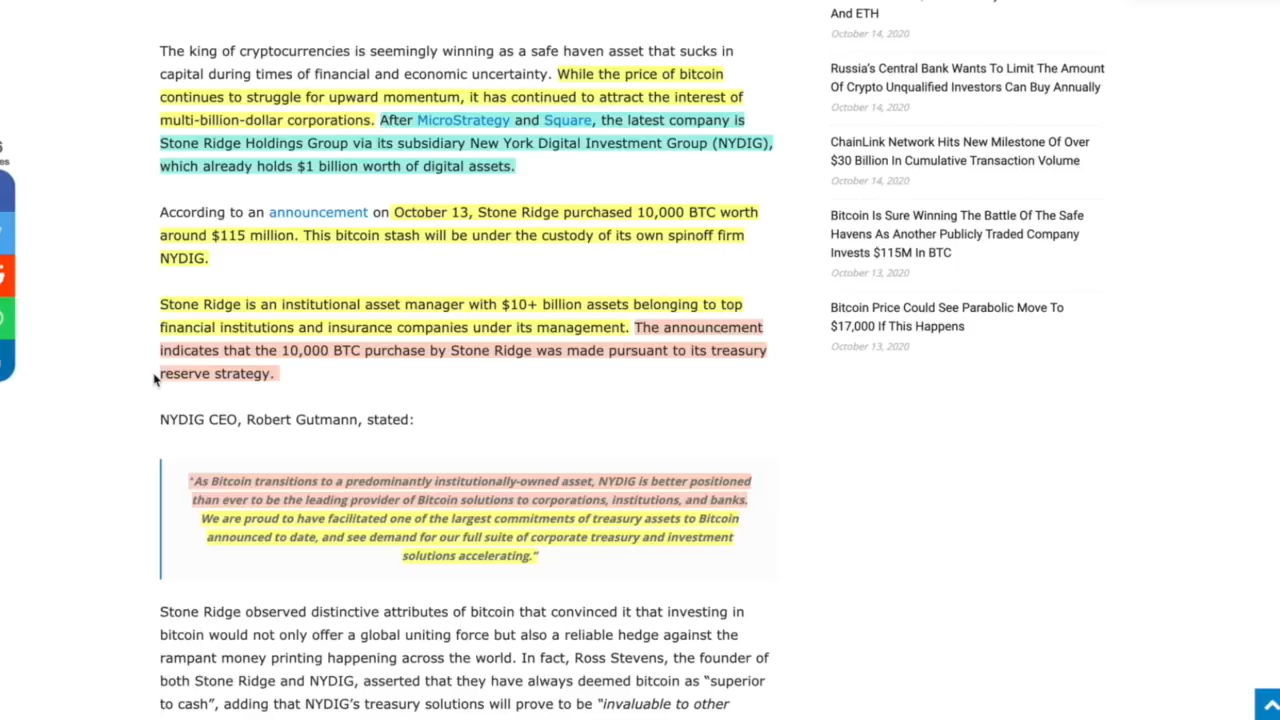 The king of cryptocurrencies is seemingly winning as a safe haven asset that sucks in
capital during times of financial and economic uncertainty. While the price of bitcoin
continues to struggle for upward momentum, it has continued to attract the interest of
multi-billion-dollar corporations. After MicroStrategy and Square, the latest company is
Stone Ridge Holdings Group via its subsidiary New York Digital Investment Group (NYDIG),
which already holds $1 billion worth of digital assets.
According to an announcement on October 13, Stone Ridge purchased 10,000 BTC worth
around $115 million. This bitcoin stash will be under the custody of its own spinoff firm
NYDIG.
Stone Ridge is an institutional asset manager with $10+ billion assets belonging to top
financial institutions and insurance companies under its management. The announcement
indicates that the 10,000 BTC purchase by Stone Ridge was made pursuant to its treasury
reserve strategy.
NYDIG CEO, Robert Gutmann, stated:
"As Bitcoin transitions to a predominantly institutionally-owned asset, NYDIG is better positioned
than ever to be the leading provider of Bitcoin solutions to corporations, institutions, and banks.
We are proud to have facilitated one of the largest commitments of treasury assets to Bitcoin
announced to date, and see demand for our full suite of corporate treasury and investment
solutions accelerating."
Stone Ridge observed distinctive attributes of bitcoin that convinced it that investing in
bitcoin would not only offer a global uniting force but also a reliable hedge against the
rampant money printing happening across the world. In fact, Ross Stevens, the founder of
both Stone Ridge and NYDIG, asserted that they have always deemed bitcoin as “superior
to cash”, adding that NYDIG’s treasury solutions will prove to be “invaluable to other
And ETH
October 14, 2020
Russia’s Central Bank Wants To Limit The Amount
Of Crypto Unqualified Investors Can Buy Annually
October 14, 2020
ChainLink Network Hits New Milestone Of Over
$30 Billion In Cumulative Transaction Volume
October 14, 2020
Bitcoin Is Sure Winning The Battle Of The Safe
Havens As Another Publicly Traded Company
Invests $115M In BTC
October 13, 2020
Bitcoin Price Could See Parabolic Move To
$17,000 If This Happens
October 13, 2020